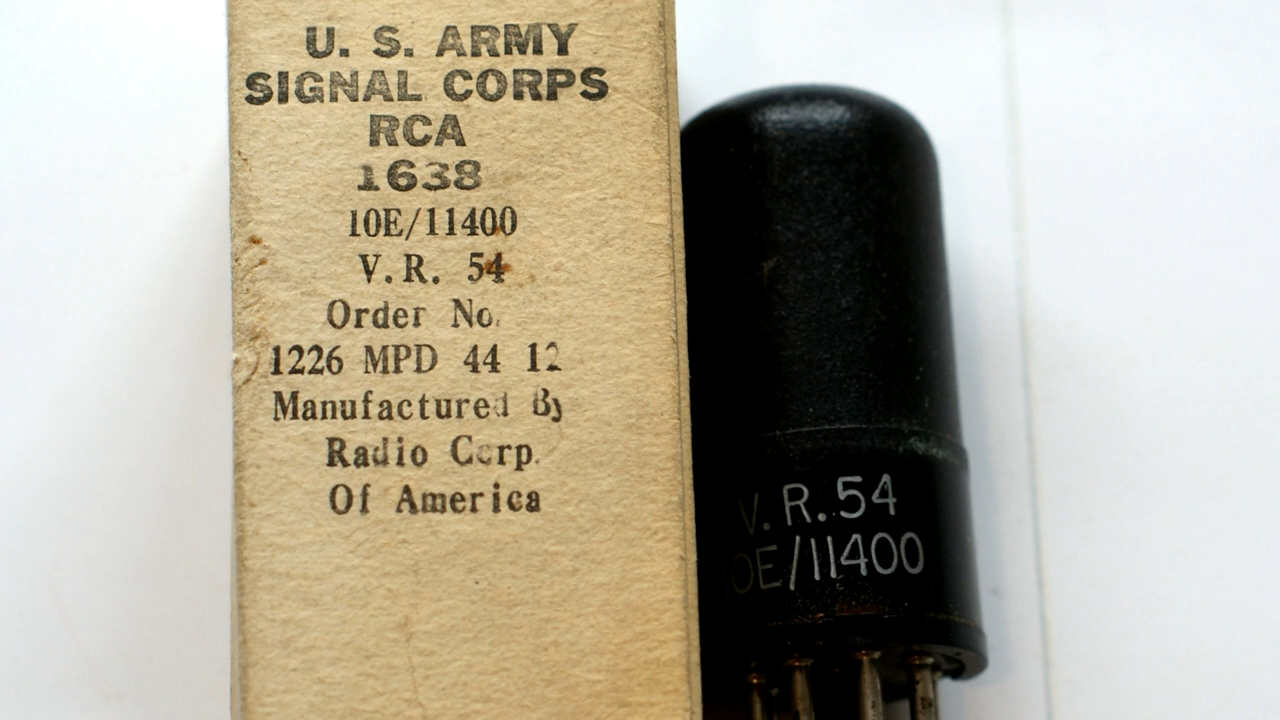 U. S. ARMY
SIGNAL CORPS
RCA
1638
10E/11400
V.R. 54
Order No.
1226 MPD 44 12
Manufactured By
Radio Corp.
Of America
V. R. 54
10E/11400